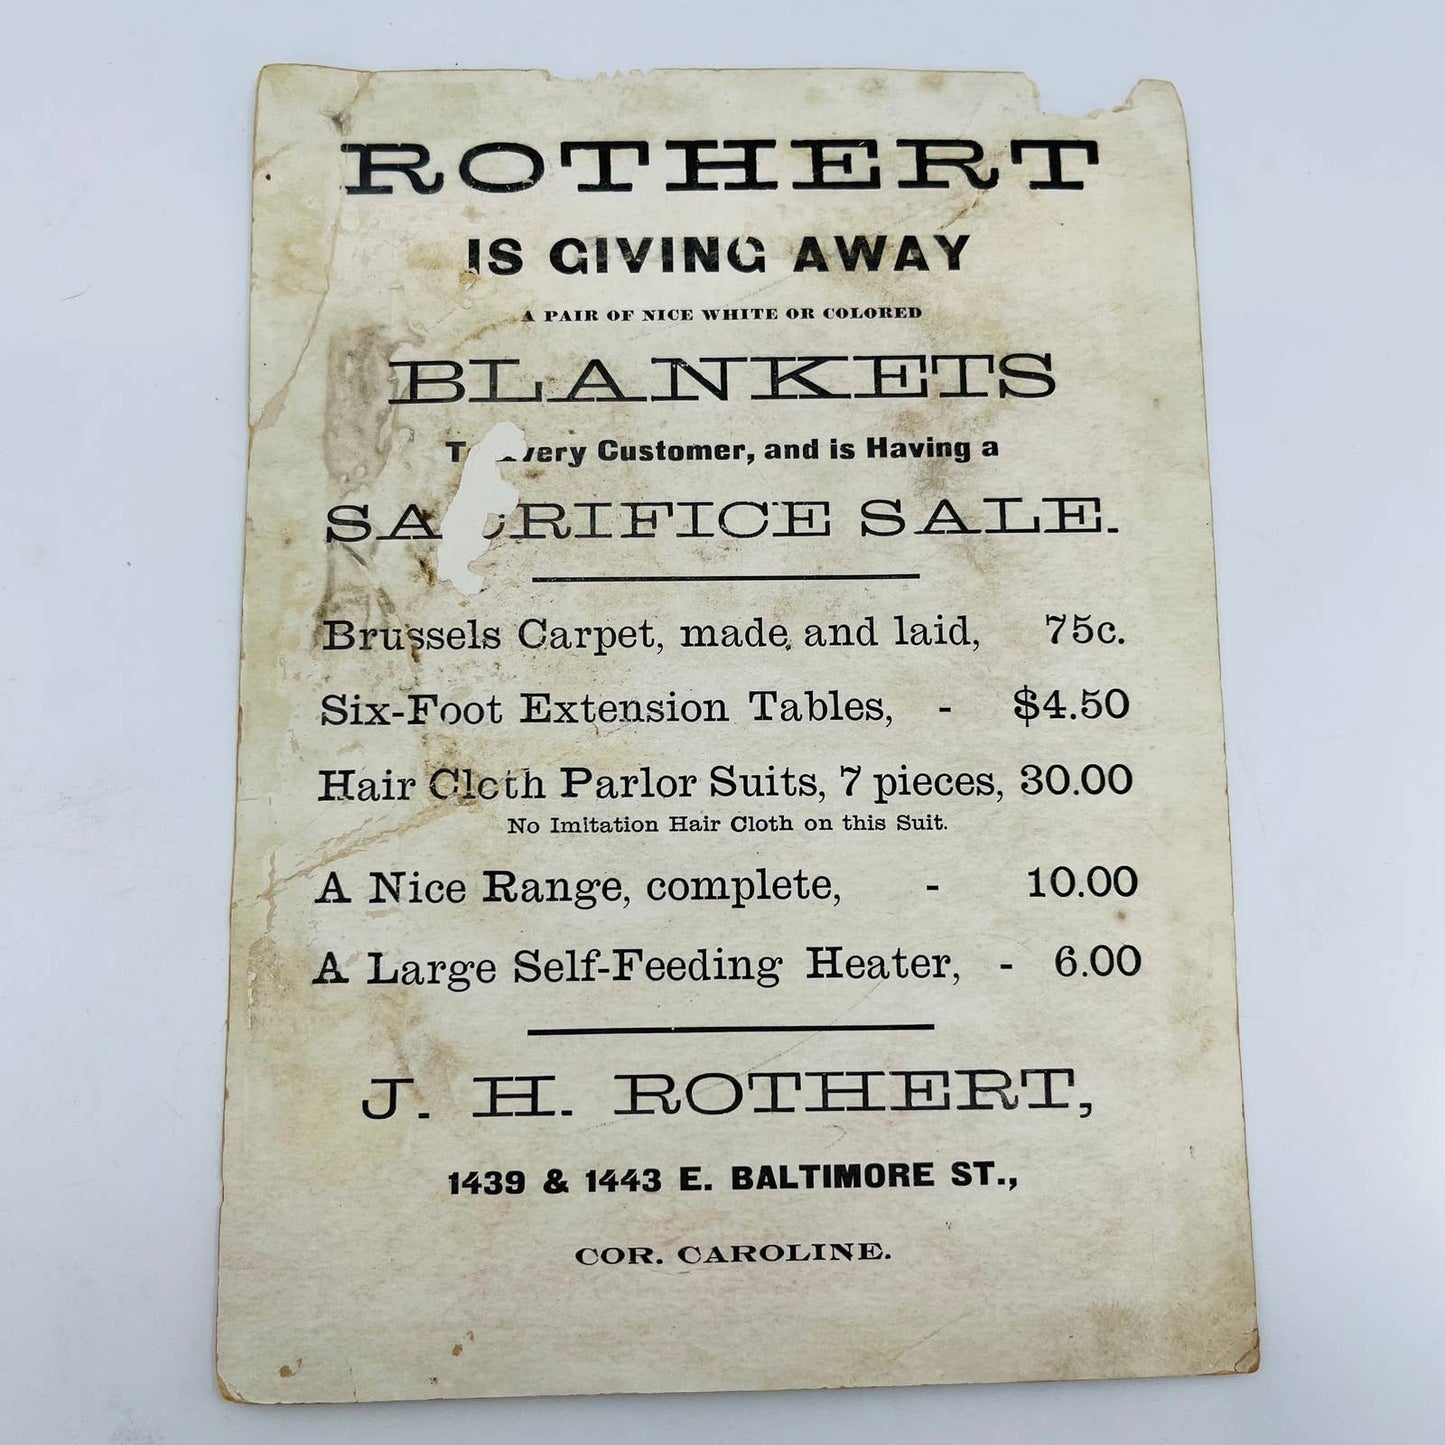 ROTHERT
IS GIVING AWAY
A PAIR OF NICE WHITE OR COLORED
BLANKETS
To Every Customer, and is Having a
SACRIFICE SALE.
Brussels Carpet, made and laid, 75c.
Six-Foot Extension Tables, - $4.50
Hair Cloth Parlor Suits, 7 pieces, 30.00
No Imitation Hair Cloth on this Suit.
A Nice Range, complete, - 10.00
A Large Self-Feeding Heater, - 6.00
J. H. ROTHERT,
1439 & 1443 E. BALTIMORE ST.,
COR. CAROLINE.